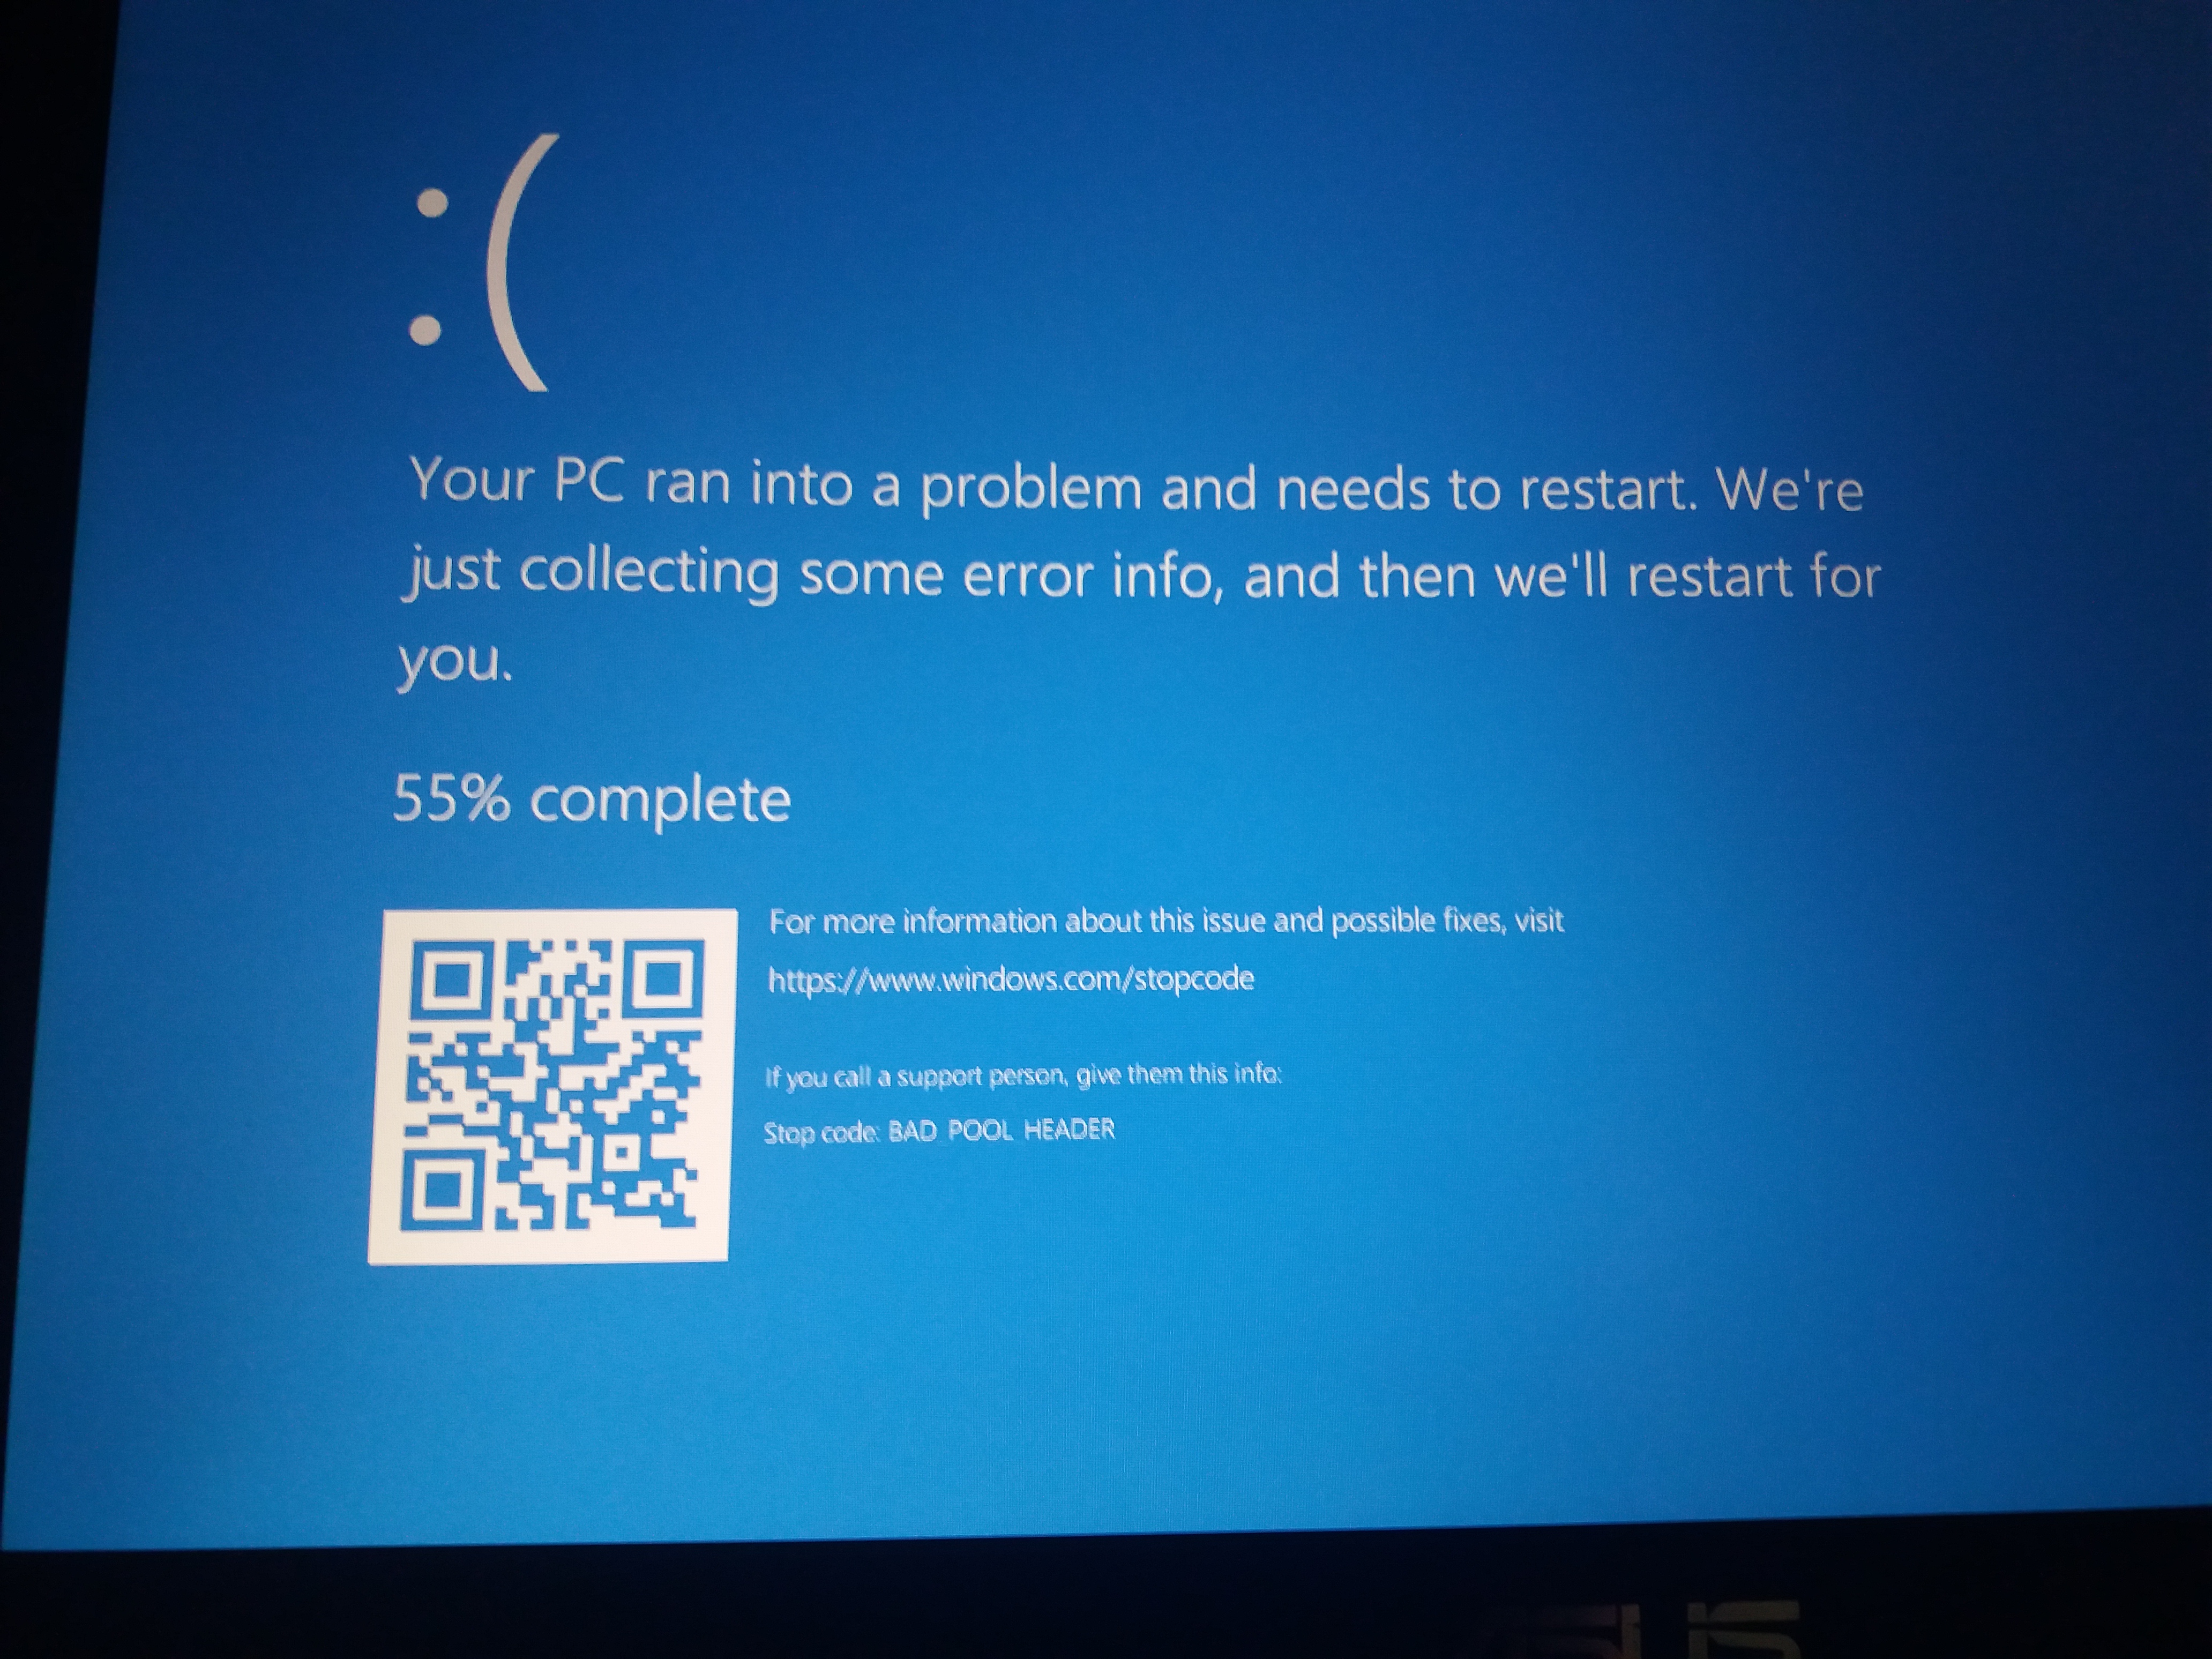 :(
Your PC ran into a problem and needs to restart. We're
just collecting some error info, and then we'll restart for
you.
55% complete
For more information about this issue and possible fixes, visit
https://www.windows.com/stopcode
If you call a support person, give them this info:
Stop code: BAD POOL HEADER